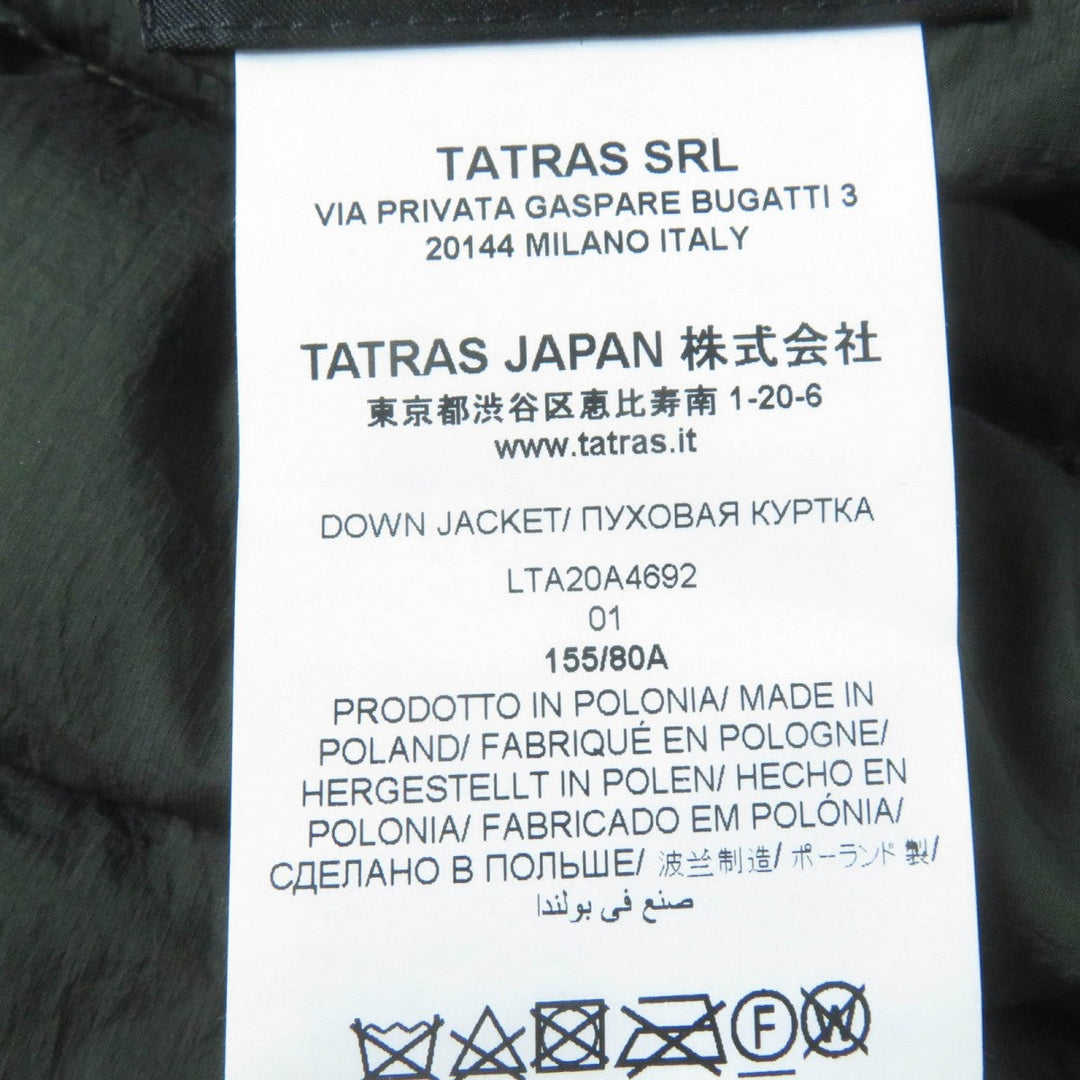 TATRAS SRL
VIA PRIVATA GASPARE BUGATTI 3
20144 MILANO ITALY
TATRAS JAPAN 株式会社
東京都渋谷区恵比寿南 1-20-6
www.tatras.it
DOWN JACKET/ ПУХОВАЯ КУРТКА
LTA20A4692
01
155/80A
PRODOTTO IN POLONIA/ MADE IN
POLAND/ FABRIQUÉ EN POLOGNE/
HERGESTELLT IN POLEN/ HECHO EN
POLONIA/ FABRICADO EM POLÓNIA/
СДЕЛАНО В ПОЛЬШЕ/ 波兰制造/ ポーランド 製/
صنع في بولندا
F W